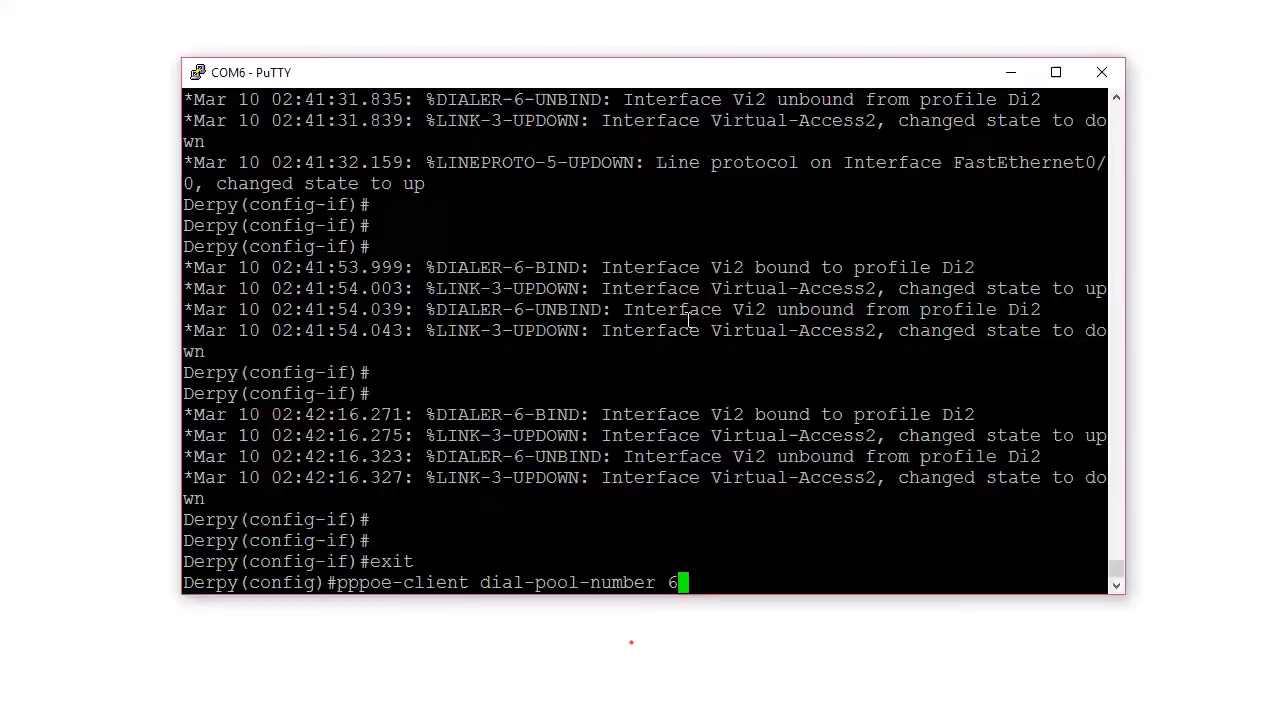 COM6 - PuTTY
*Mar 10 02:41:31.835: %DIALER-6-UNBIND: Interface Vi2 unbound from profile Di2
*Mar 10 02:41:31.839: %LINK-3-UPDOWN: Interface Virtual-Access2, changed state to do
wn
*Mar 10 02:41:32.159: %LINEPROTO-5-UPDOWN: Line protocol on Interface FastEthernet0/
0, changed state to up
Derpy(config-if)#
Derpy(config-if)#
Derpy(config-if)#
*Mar 10 02:41:53.999: %DIALER-6-BIND: Interface Vi2 bound to profile Di2
*Mar 10 02:41:54.003: %LINK-3-UPDOWN: Interface Virtual-Access2, changed state to up
*Mar 10 02:41:54.039: %DIALER-6-UNBIND: Interface Vi2 unbound from profile Di2
*Mar 10 02:41:54.043: %LINK-3-UPDOWN: Interface Virtual-Access2, changed state to do
wn
Derpy(config-if)#
Derpy(config-if)#
*Mar 10 02:42:16.271: %DIALER-6-BIND: Interface Vi2 bound to profile Di2
*Mar 10 02:42:16.275: %LINK-3-UPDOWN: Interface Virtual-Access2, changed state to up
*Mar 10 02:42:16.323: %DIALER-6-UNBIND: Interface Vi2 unbound from profile Di2
*Mar 10 02:42:16.327: %LINK-3-UPDOWN: Interface Virtual-Access2, changed state to do
wn
Derpy(config-if)#
Derpy(config-if)#
Derpy(config-if)#exit
Derpy(config)#pppoe-client dial-pool-number 6